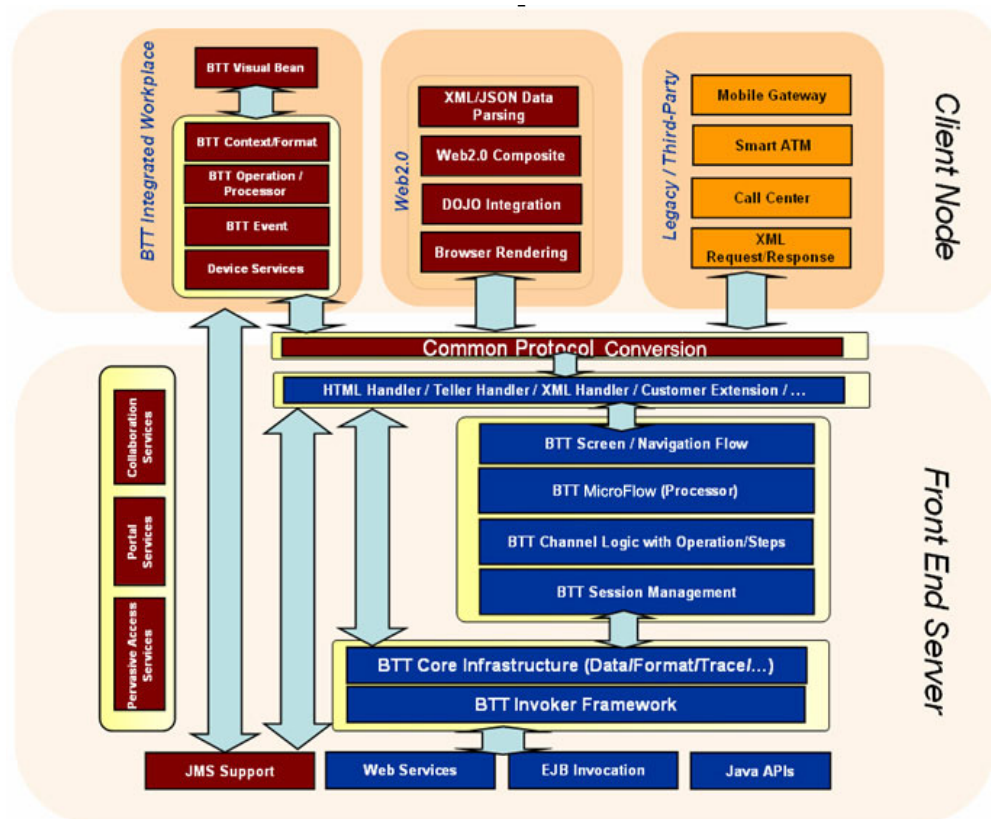 BTT Integrated Workplace
BTT Visual Bean
BTT Context/Format
BTT Operation /
Processor
BTT Event
Device Services
Web2.0
XML/JSON Data
Parsing
Web2.0 Composite
DOJO Integration
Browser Rendering
Legacy / Third-Party
Mobile Gateway
Smart ATM
Call Center
XML
Request/Response
Client Node
Common Protocol Conversion
HTML Handler / Teller Handler / XML Handler / Customer Extension / ...
Collaboration
Services
Portal
Services
Pervasive Access
Services
BTT Screen / Navigation Flow
BTT MicroFlow (Processor)
BTT Channel Logic with Operation/Steps
BTT Session Management
BTT Core Infrastructure (Data/Format/Trace/...)
BTT Invoker Framework
Front End Server
JMS Support
Web Services
EJB Invocation
Java APIs